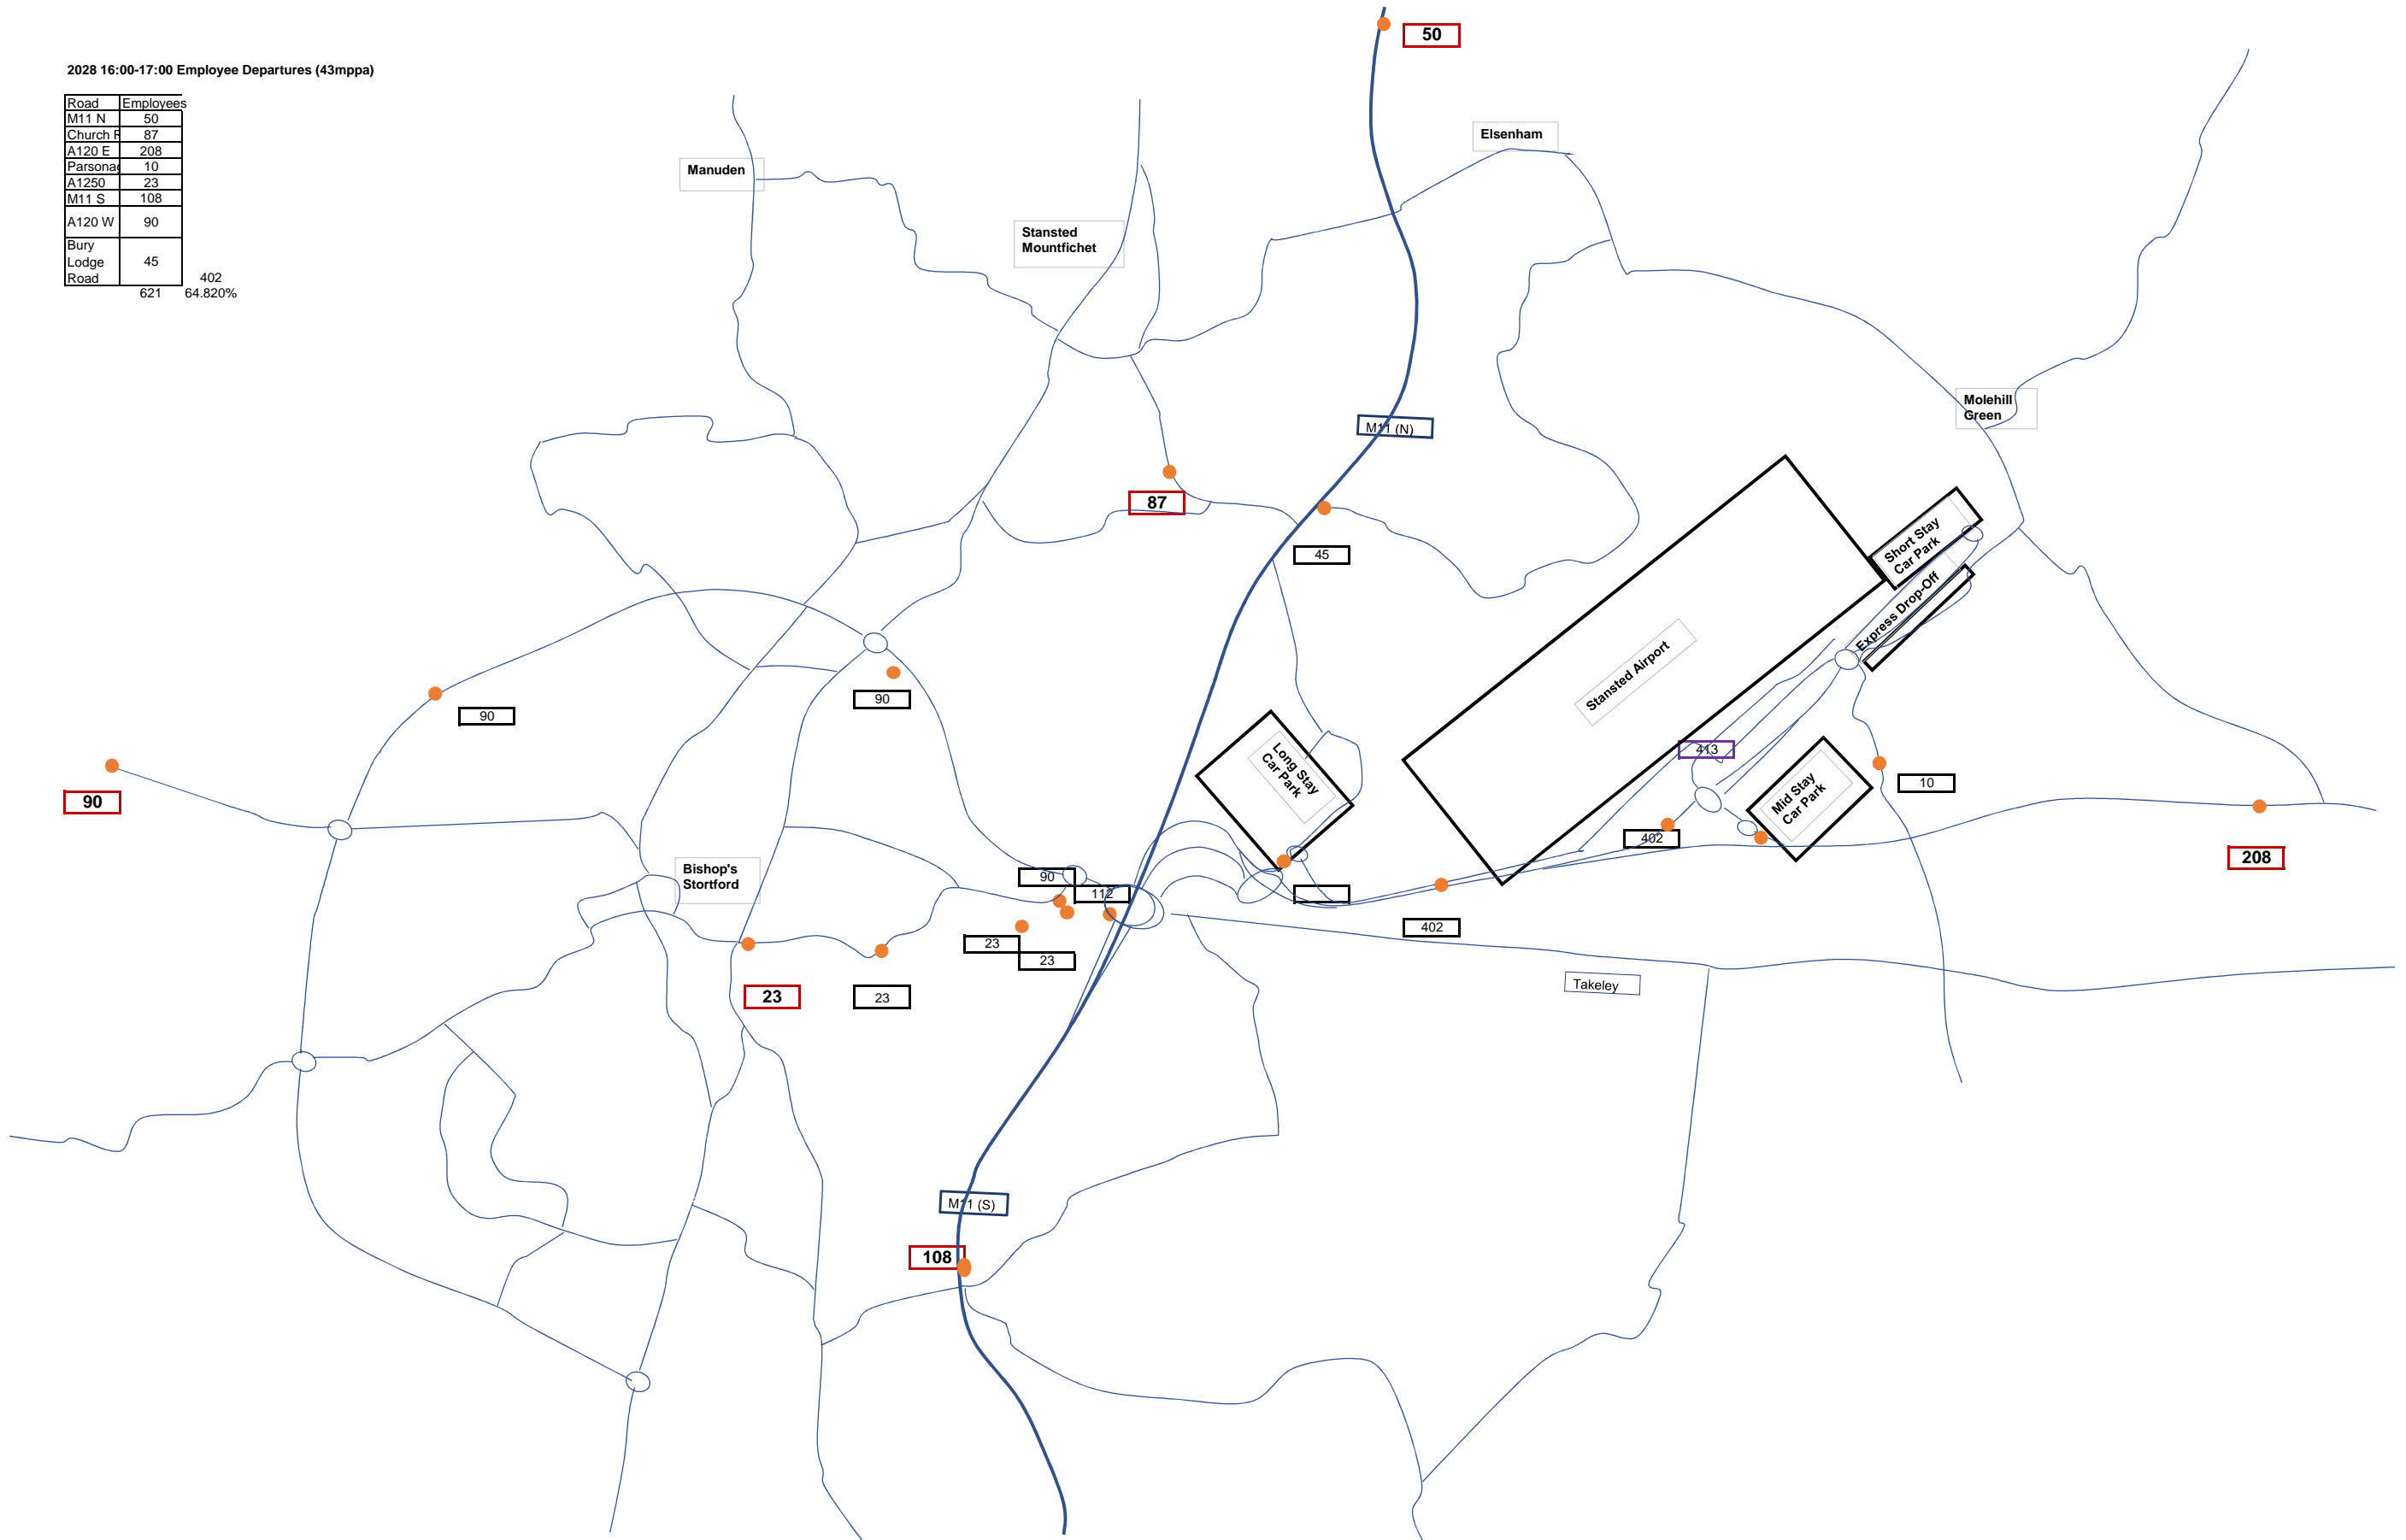 50
2028 16:00-17:00 Employee Departures (43mppa)
Road Employees
M11 N 50
Church R 87
A120 E 208
Parsonag 10
A1250 23
M11 S 108
A120 W 90
Bury
Lodge
Road 45 402
621 64.820%
Elsenham
Manuden
Stansted
Mountfichet
Molehill
Green
M11 (N)
87
45
Short Stay
Car Park
Express Drop-Off
Stansted Airport
90
90
413
Long Stay
Car Park
Mid Stay
Car Park
10
90
402
208
Bishop's
Stortford
90
112
402
23
23
23
23
Takeley
M11 (S)
108